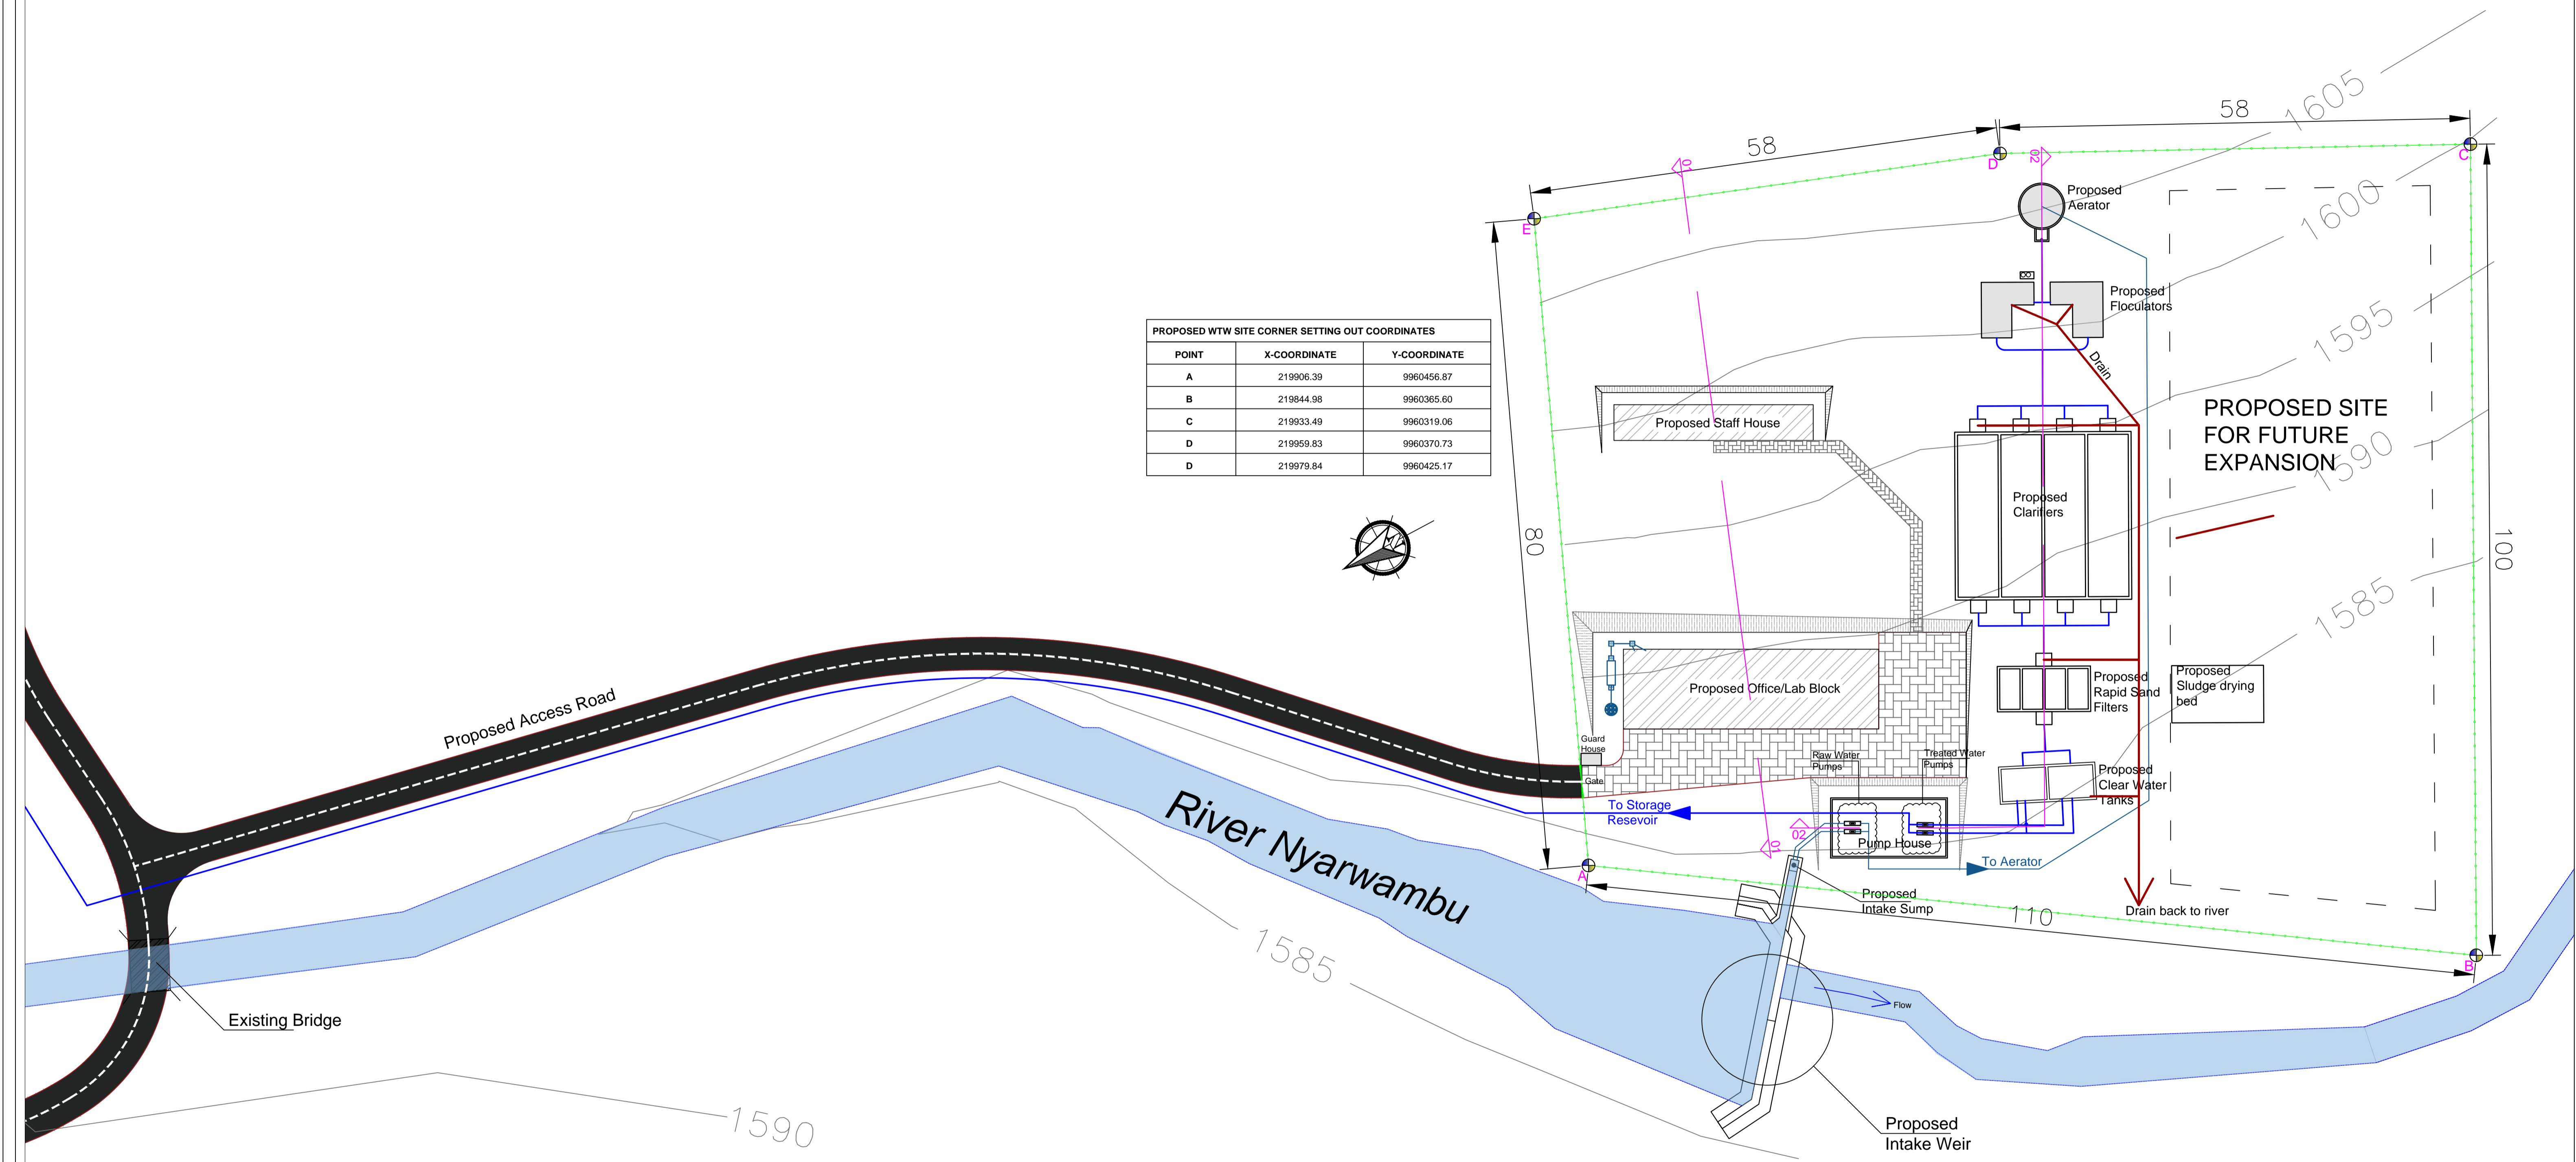 1605
58
58
C
D
02
01
Proposed
Aerator
1600
E
Proposed
Floculators
1595
PROPOSED WTW SITE CORNER SETTING OUT COORDINATES
POINT X-COORDINATE Y-COORDINATE
A 219906.39 9960456.87
B 219844.98 9960365.60
C 219933.49 9960319.06
D 219959.83 9960370.73
D 219979.84 9960425.17
Drain
Proposed Staff House
PROPOSED SITE
FOR FUTURE
EXPANSION
1590
Proposed
Clarifiers
80
100
1585
Proposed Office/Lab Block
Proposed
Rapid Sand
Filters
Proposed
Sludge drying
bed
Proposed Access Road
Guard
House
Gate
Raw Water
Pumps
Treated Water
Pumps
Proposed
Clear Water
Tanks
To Storage
Resevoir
02
01
Pump House
To Aerator
A
River Nyarwambu
Proposed
Intake Sump
110
Drain back to river
B
1585
Flow
Existing Bridge
1590
Proposed
Intake Weir